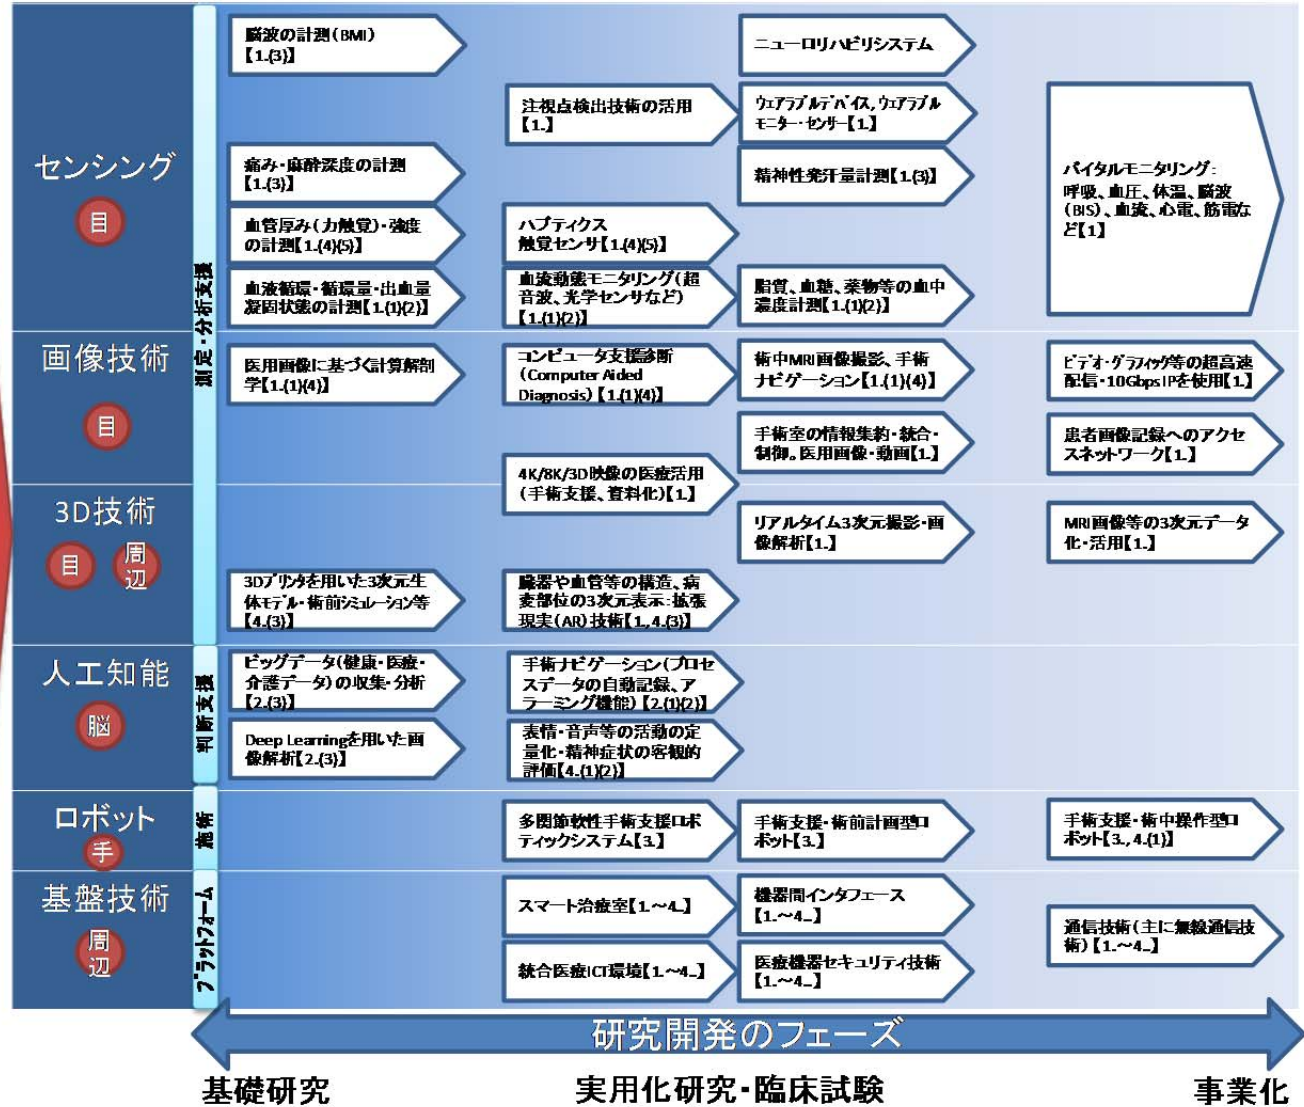 センシング
目
測定・分析支援
脳波の計測(BMI)
【1.(3)】
ニューロリハビリシステム
注視点検出技術の活用
【1.】
ウェアラブルデバイス,ウェアラブル
モニター・センサー【1.】
痛み・麻酔深度の計測
【1.(3)】
精神性発汗量計測【1.(3)】
バイタルモニタリング:
呼吸、血圧、体温、脳波
(BIS)、血流、心電、筋電な
ど【1】
血管厚み(力触覚)・強度
の計測【1.(4)(5)】
ハプティクス
触覚センサ【1.(4)(5)】
血液循環・循環量・出血量
凝固状態の計測【1.(1)(2)】
血流動態モニタリング(超
音波、光学センサなど)
【1.(1)(2)】
脂質、血糖、薬物等の血中
濃度計測【1.(1)(2)】
画像技術
目
医用画像に基づく計算解剖
学【1.(1)(4)】
コンピュータ支援診断
(Computer Aided
Diagnosis)【1.(1)(4)】
術中MRI画像撮影、手術
ナビゲーション【1.(1)(4)】
ビデオ・グラフィック等の超高速
配信・10Gbps IPを使用【1.】
手術室の情報集約・統合・
制御。医用画像・動画【1.】
患者画像記録へのアクセ
スネットワーク【1.】
4K/8K/3D映像の医療活用
(手術支援、資料化)【1.】
3D技術
目
周
辺
リアルタイム3次元撮影・画
像解析【1.】
MRI画像等の3次元データ
化・活用【1.】
3Dプリンタを用いた3次元生
体モデル・術前シミュレーション等
【4.(3)】
臓器や血管等の構造、病
変部位の3次元表示:拡張
現実(AR)技術【1.,4.(3)】
人工知能
脳
判断支援
ビッグデータ(健康・医療・
介護データ)の収集・分析
【2.(3)】
手術ナビゲーション(プロセ
スデータの自動記録、ア
ラーミング機能)【2.(1)(2)】
Deep Learningを用いた画
像解析【2.(3)】
表情・音声等の活動の定
量化・精神症状の客観的
評価【4.(1)(2)】
ロボット
手
施術
多関節軟性手術支援ロボ
ティックシステム【3.】
手術支援・術前計画型ロ
ボット【3.】
手術支援・術中操作型ロ
ボット【3.,4.(1)】
基盤技術
周
辺
プラットフォーム
スマート治療室【1.~4..】
機器間インタフェース
【1.~4..】
通信技術(主に無線通信技
術)【1.~4..】
統合医療ICT環境【1.~4..】
医療機器セキュリティ技術
【1.~4..】
研究開発のフェーズ
基礎研究
実用化研究・臨床試験
事業化